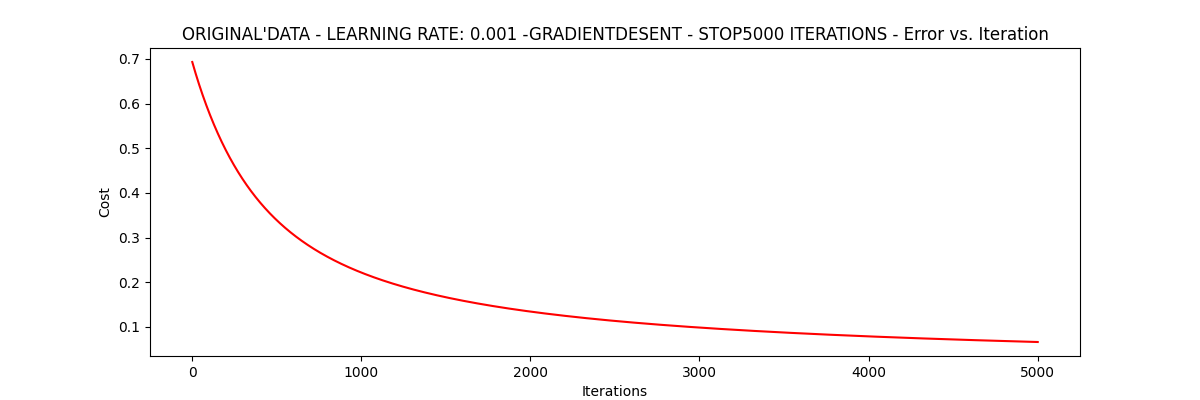 ORIGINAL'DATA - LEARNING RATE: 0.001 -GRADIENTDESENT - STOP5000 ITERATIONS - Error vs. Iteration
0.7
0.6
0.5
0.4
0.3
0.2
0.1
Cost
0 1000 2000 3000 4000 5000
Iterations